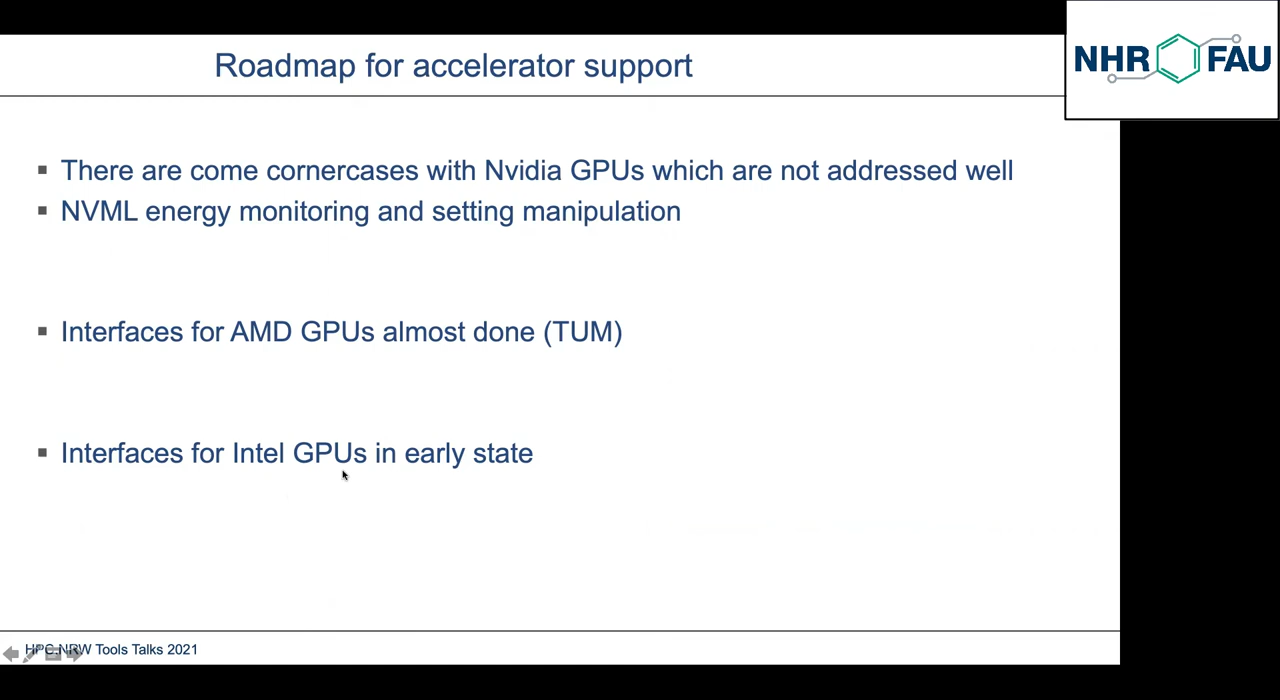 NHR FAU
Roadmap for accelerator support
There are come cornercases with Nvidia GPUs which are not addressed well
NVML energy monitoring and setting manipulation
Interfaces for AMD GPUs almost done (TUM)
Interfaces for Intel GPUs in early state
HPC.NRW Tools Talks 2021